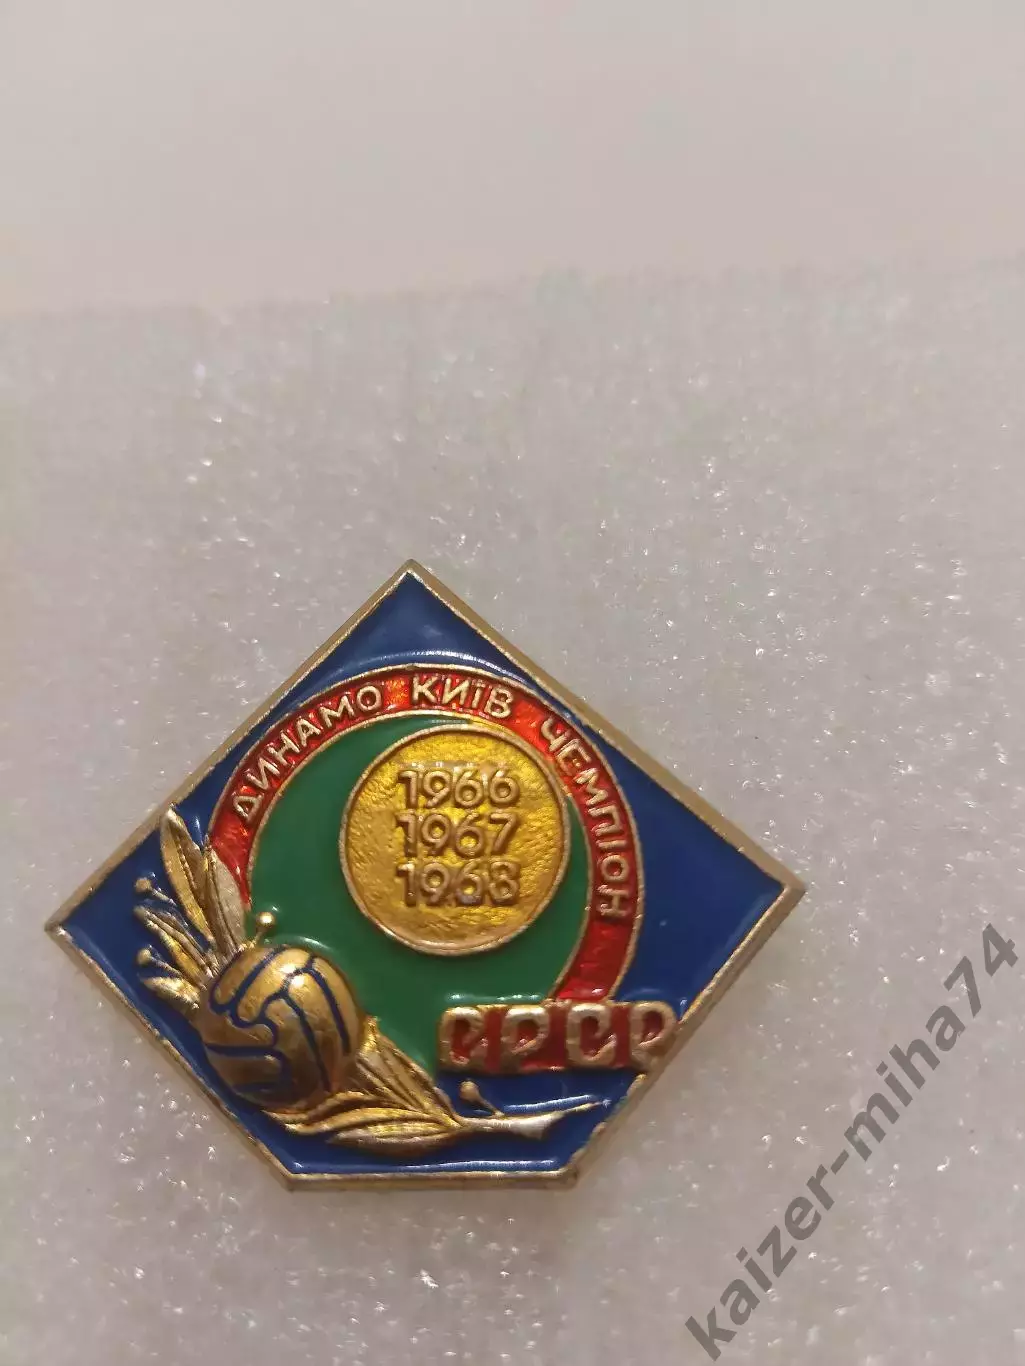 ДИНАМО КИЇВ ЧЕМПІОН
1966
1967
1968
СРСР
kaizer-miha74